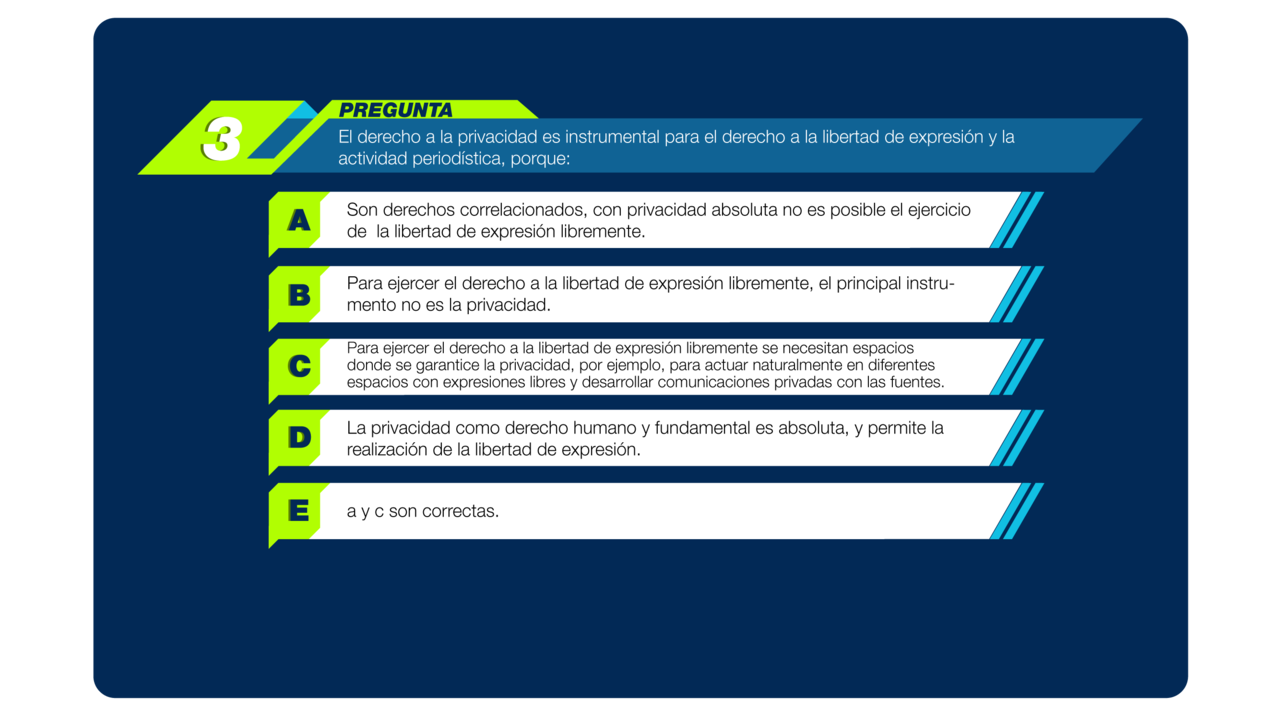 3
PREGUNTA
El derecho a la privacidad es instrumental para el derecho a la libertad de expresión y la
actividad periodística, porque:
A
Son derechos correlacionados, con privacidad absoluta no es posible el ejercicio
de  la libertad de expresión libremente.
B
Para ejercer el derecho a la libertad de expresión libremente, el principal instru-
mento no es la privacidad.
C
Para ejercer el derecho a la libertad de expresión libremente se necesitan espacios
donde se garantice la privacidad, por ejemplo, para actuar naturalmente en diferentes
espacios con expresiones libres y desarrollar comunicaciones privadas con las fuentes.
D
La privacidad como derecho humano y fundamental es absoluta, y permite la
realización de la libertad de expresión.
E
a y c son correctas.